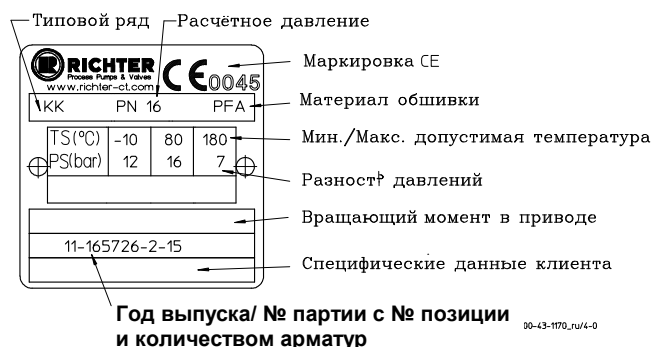 Типовой ряд
Расчётное давление
RICHTER
Process Pumps & Valves
www.richter-ct.com
CE 0045
Маркировка CE
KK PN 16 PFA
Материал обшивки
TS(°C) -10 80 180
Мин./Макс. допустимая температура
PS(bar) 12 16 7
Разность давлений
Вращающий момент в приводе
11-165726-2-15
Специфические данные клиента
Год выпуска/ № партии с № позиции
и количеством арматур
00-43-1170_ru/4-0